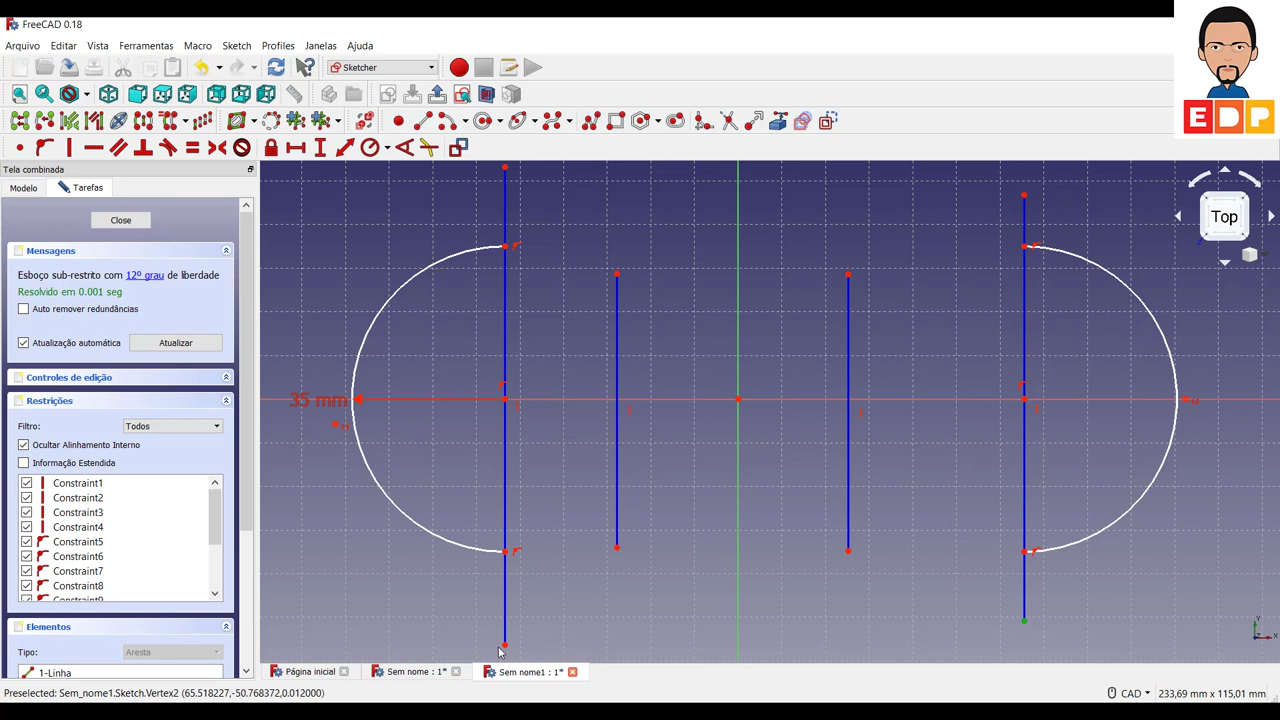 FreeCAD 0.18
Arquivo Editar Vista Ferramentas Macro Sketch Profiles Janelas Ajuda
Sketcher
EDP
Tela combinada
Modelo Tarefas
Close
Mensagens
Esboço sub-restrito com 12º grau de liberdade
Resolvido em 0.001 seg
Auto remover redundâncias
Atualização automática Atualizar
Controles de edição
Restrições
Filtro: Todos
Ocultar Alinhamento Interno
Informação Estendida
Constraint1
Constraint2
Constraint3
Constraint4
Constraint5
Constraint6
Constraint7
Constraint8
Constraint9
Elementos
Tipo: Aresta
1-Linha
35 mm
Top
Página inicial Sem nome : 1* Sem nome1 : 1*
Preselected: Sem_nome1.Sketch.Vertex2 (65.518227,-50.768372,0.012000)
CAD 233,69 mm x 115,01 mm